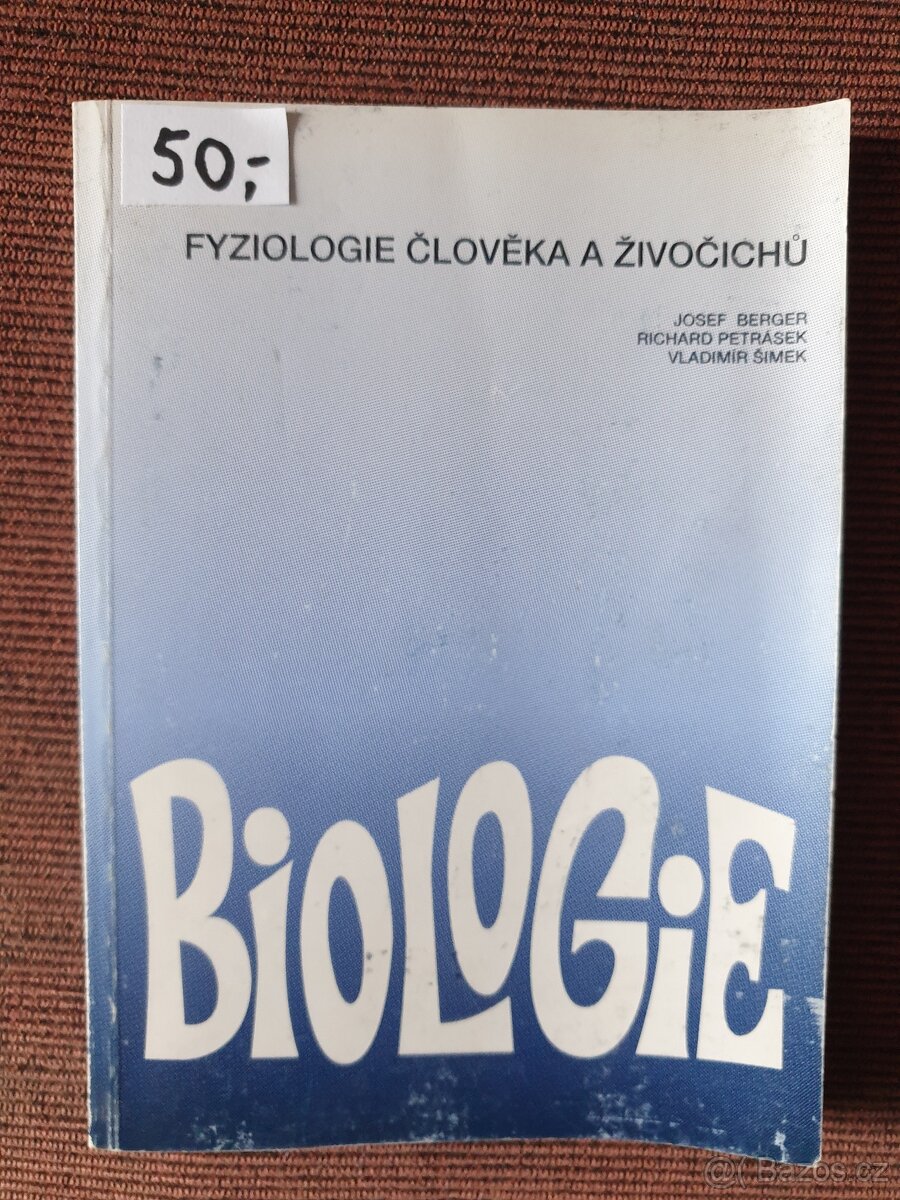 50,-
FYZIOLOGIE ČLOVĚKA A ŽIVOČICHŮ
JOSEF BERGER
RICHARD PETRÁSEK
VLADIMÍR ŠIMEK
BiOLOGiE
@( Bazos.cz